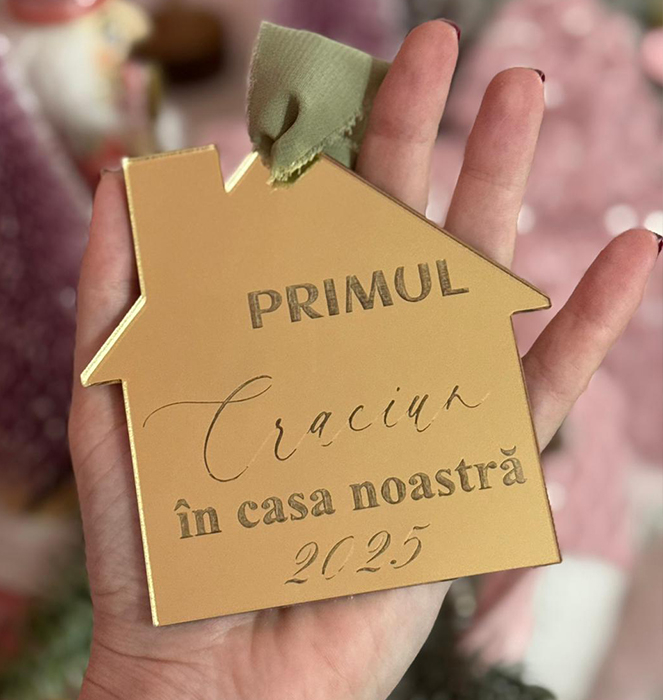 PRIMUL
Craciun
în casa noastră
2025